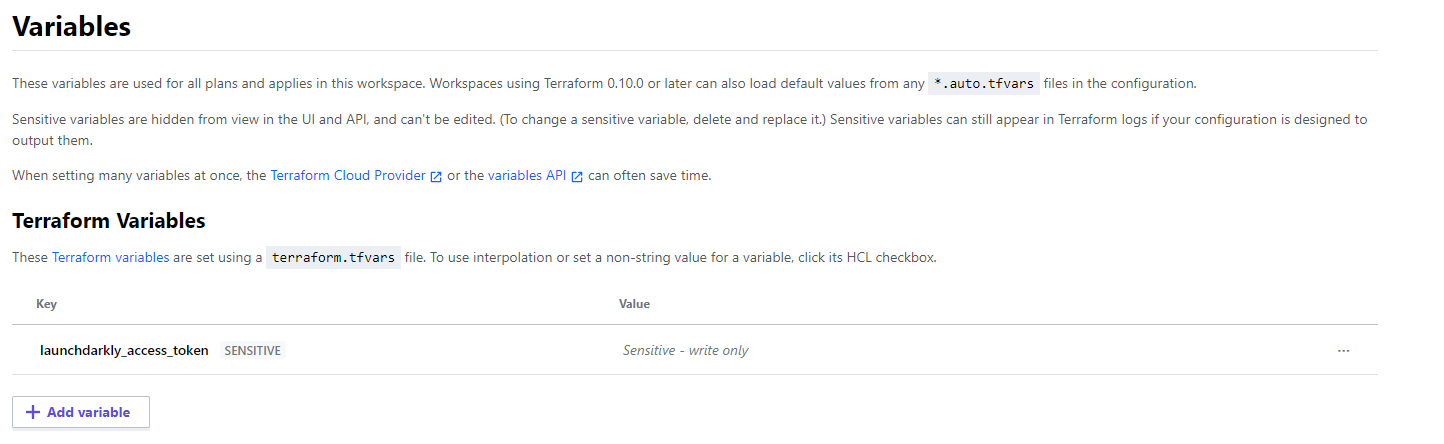 Variables
These variables are used for all plans and applies in this workspace. Workspaces using Terraform 0.10.0 or later can also load default values from any *.auto.tfvars files in the configuration.
Sensitive variables are hidden from view in the UI and API, and can't be edited. (To change a sensitive variable, delete and replace it.) Sensitive variables can still appear in Terraform logs if your configuration is designed to
output them.
When setting many variables at once, the Terraform Cloud Provider or the variables API can often save time.
Terraform Variables
These Terraform variables are set using a terraform.tfvars file. To use interpolation or set a non-string value for a variable, click its HCL checkbox.
Key Value
launchdarkly_access_token SENSITIVE Sensitive - write only ...
+ Add variable